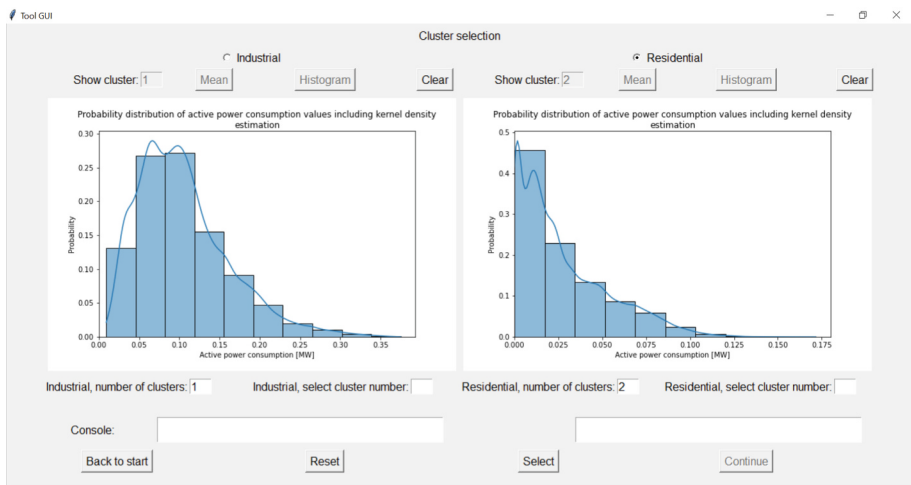 Tool GUI
Cluster selection
Industrial
Residential
Show cluster: 1
Mean
Histogram
Clear
Show cluster: 2
Mean
Histogram
Clear
Probability distribution of active power consumption values including kernel density
estimation
0.30
0.25
0.20
0.15
0.10
0.05
0.00
Probability
0.00 0.05 0.10 0.15 0.20 0.25 0.30 0.35
Active power consumption [MW]
Probability distribution of active power consumption values including kernel density
estimation
0.5
0.4
0.3
0.2
0.1
0.0
Probability
0.000 0.025 0.050 0.075 0.100 0.125 0.150 0.175
Active power consumption [MW]
Industrial, number of clusters: 1
Industrial, select cluster number:
Residential, number of clusters: 2
Residential, select cluster number:
Console:
Back to start
Reset
Select
Continue